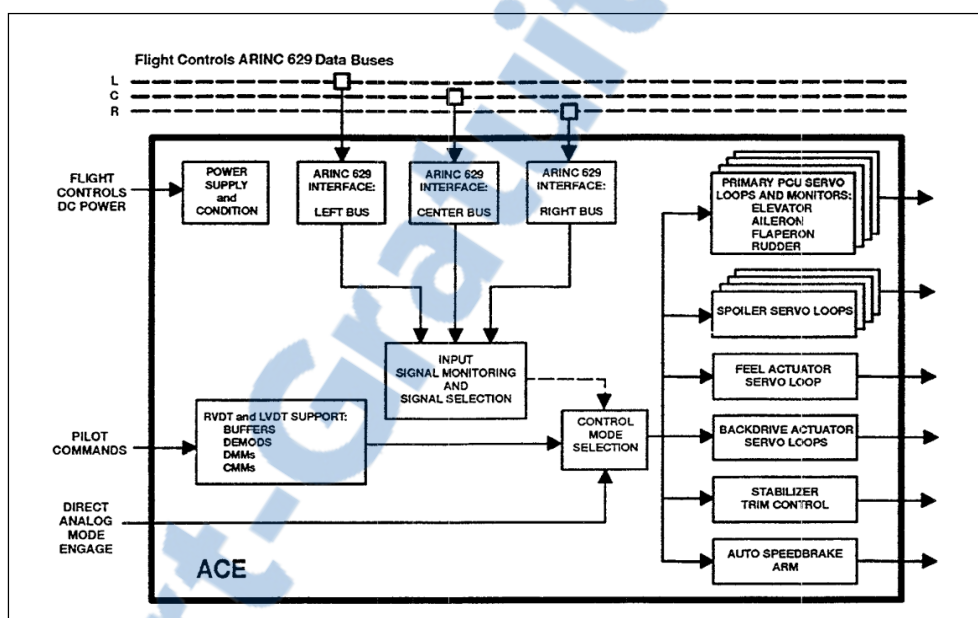 Flight Controls ARINC 629 Data Buses
L
C
R
FLIGHT
CONTROLS
DC POWER
POWER
SUPPLY
and
CONDITION
ARINC 629
INTERFACE:
LEFT BUS
ARINC 629
INTERFACE:
CENTER BUS
ARINC 629
INTERFACE:
RIGHT BUS
PRIMARY PCU SERVO
LOOPS AND MONITORS:
ELEVATOR
AILERON
FLAPERON
RUDDER
SPOILER SERVO LOOPS
INPUT
SIGNAL MONITORING
AND
SIGNAL SELECTION
FEEL ACTUATOR
SERVO LOOP
PILOT
COMMANDS
RVDT and LVDT SUPPORT:
BUFFERS
DEMODS
DMMs
CMMs
CONTROL
MODE
SELECTION
BACKDRIVE ACTUATOR
SERVO LOOPS
DIRECT
ANALOG
MODE
ENGAGE
STABILIZER
TRIM CONTROL
AUTO SPEEDBRAKE
ARM
ACE
rt-Gratuit